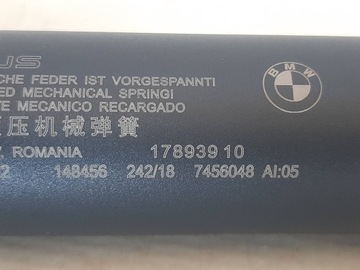 US
CHE FEDER IST VORGESPANNT!
ED MECHANICAL SPRING!
TE MECANICO RECARGADO
压机械弹簧
, ROMANIA 17893910
2 148456 242/18 7456048 AI:05
BMW